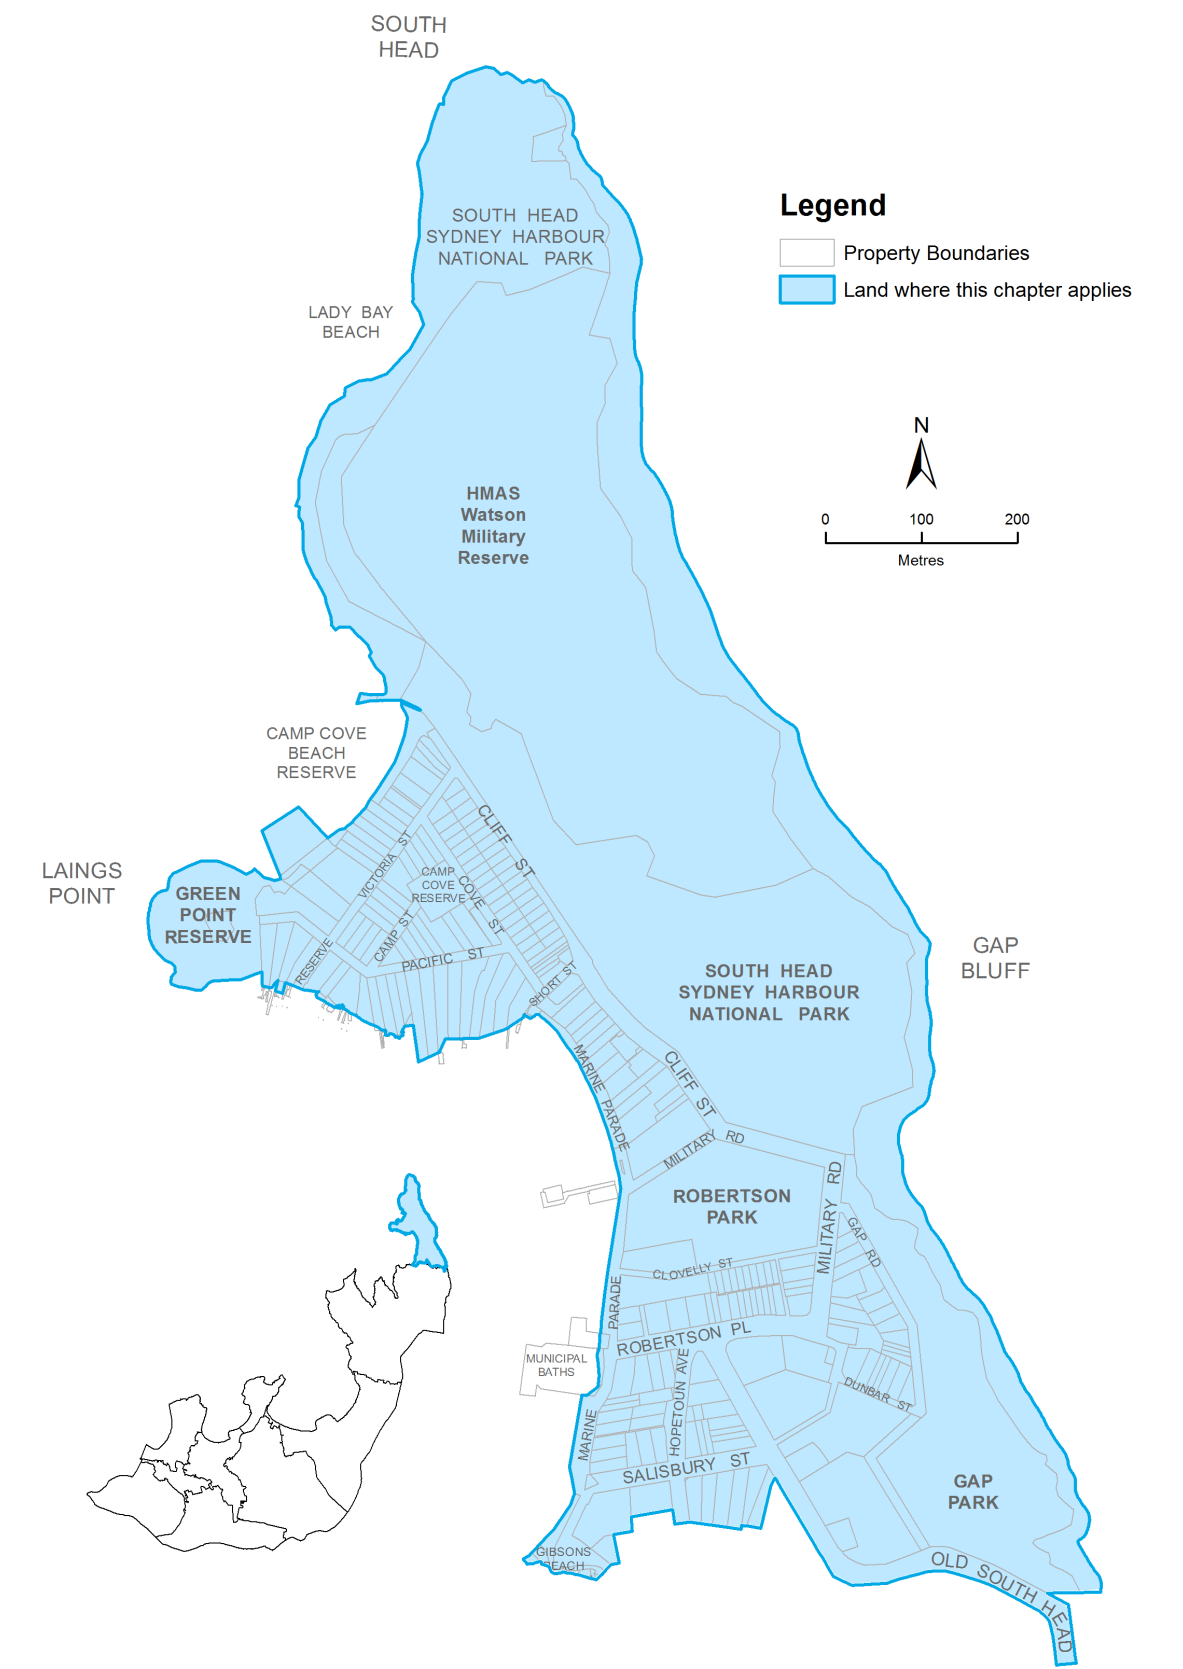 SOUTH
HEAD
Legend
Property Boundaries
Land where this chapter applies
SOUTH HEAD
SYDNEY HARBOUR
NATIONAL PARK
LADY BAY
BEACH
N
0 100 200
Metres
HMAS
Watson
Military
Reserve
CAMP COVE
BEACH
RESERVE
CLIFF ST
VICTORIA ST
CAMP
COVE
RESERVE
COVE ST
CAMP ST
LAINGS
POINT
GREEN
POINT
RESERVE
RESERVE
PACIFIC ST
SHORT ST
GAP
BLUFF
SOUTH HEAD
SYDNEY HARBOUR
NATIONAL PARK
MARINE PARADE
CLIFF ST
MILITARY RD
ROBERTSON
PARK
MILITARY RD
GAP RD
CLOVELLY ST
PARADE
ROBERTSON PL
MUNICIPAL
BATHS
HOPETOUN AVE
DUNBAR ST
MARINE
SALISBURY ST
GAP
PARK
GIBSONS
BEACH
OLD SOUTH HEAD